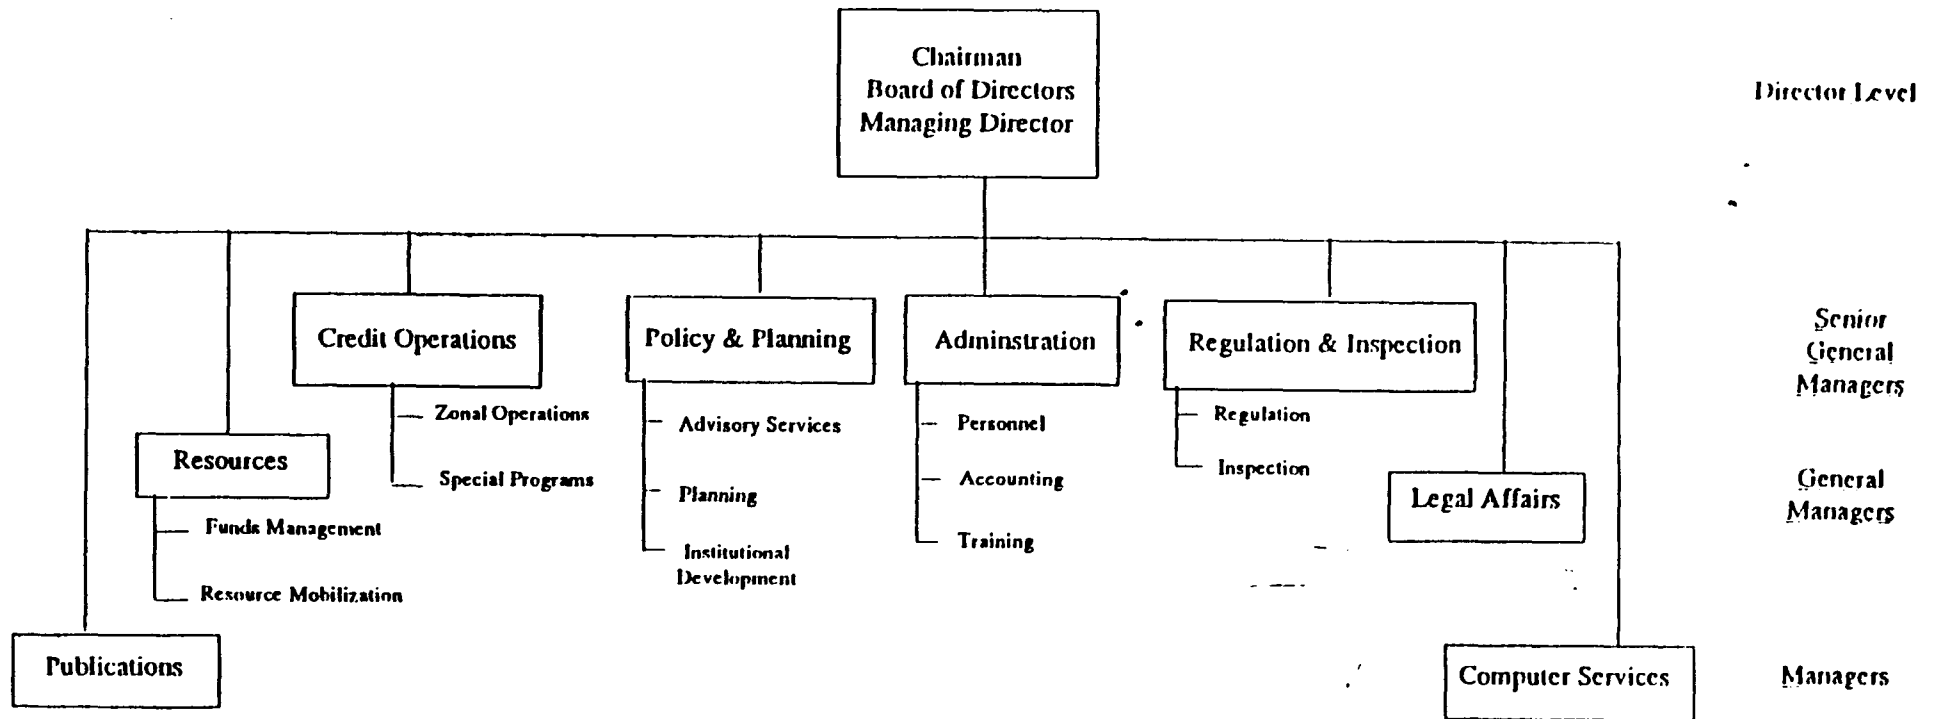 Chairman
Board of Directors
Managing Director
Director Level
Credit Operations
Policy & Planning
Adminstration
Regulation & Inspection
Senior
General
Managers
Zonal Operations
Special Programs
Advisory Services
Planning
Institutional
Development
Personnel
Accounting
Training
Regulation
Inspection
Resources
Funds Management
Resource Mobilization
Legal Affairs
General
Managers
Publications
Computer Services
Managers